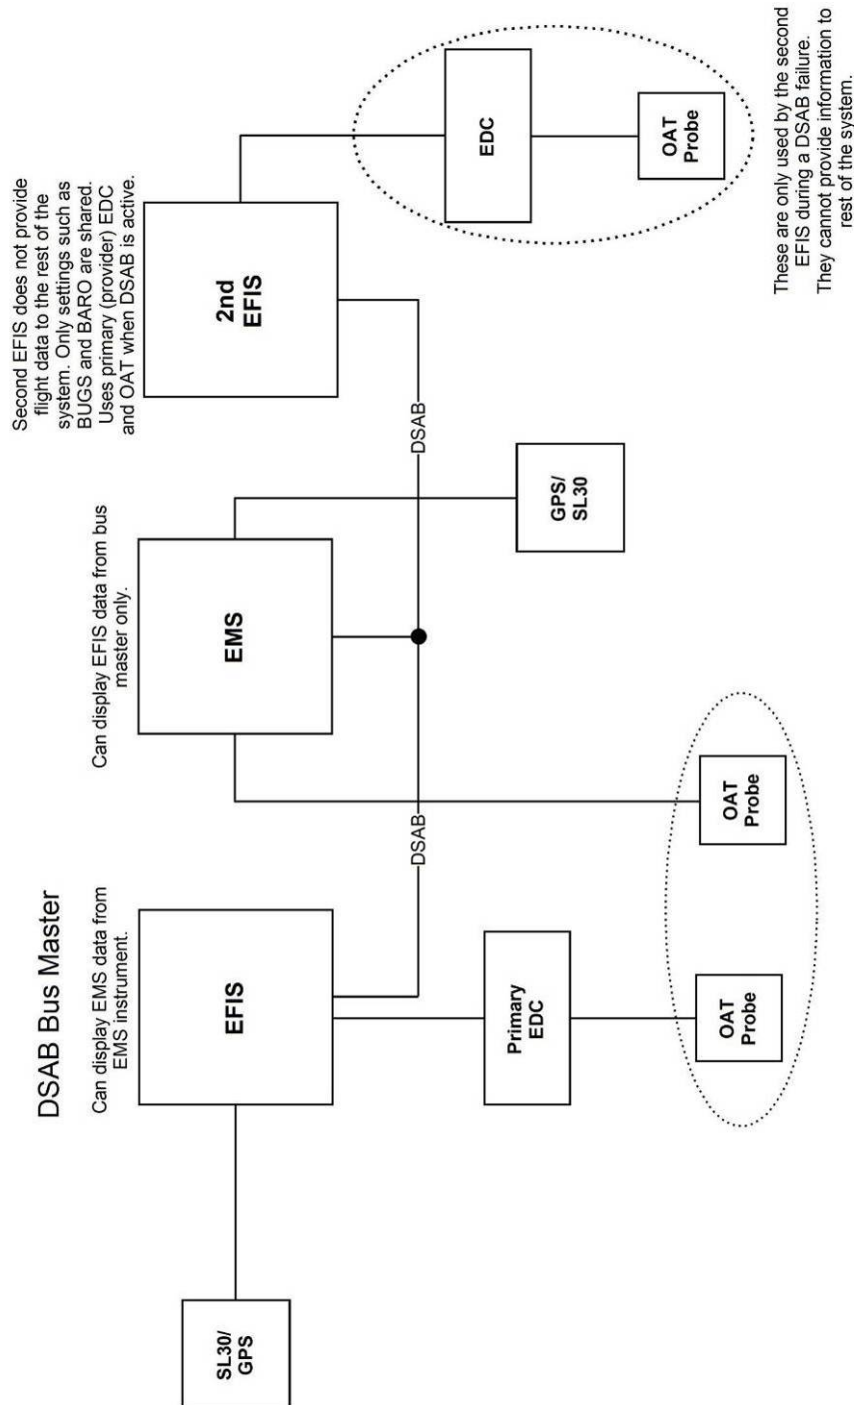 DSAB Bus Master
Can display EMS data from
EMS instrument.
Can display EFIS data from bus
master only.
Second EFIS does not provide
flight data to the rest of the
system. Only settings such as
BUGS and BARO are shared.
Uses primary (provider) EDC
and OAT when DSAB is active.
SL30/
GPS
EFIS
EMS
2nd
EFIS
DSAB
DSAB
Primary
EDC
GPS/
SL30
EDC
OAT
Probe
OAT
Probe
OAT
Probe
These are only used by the second
EFIS during a DSAB failure.
They cannot provide information to
rest of the system.